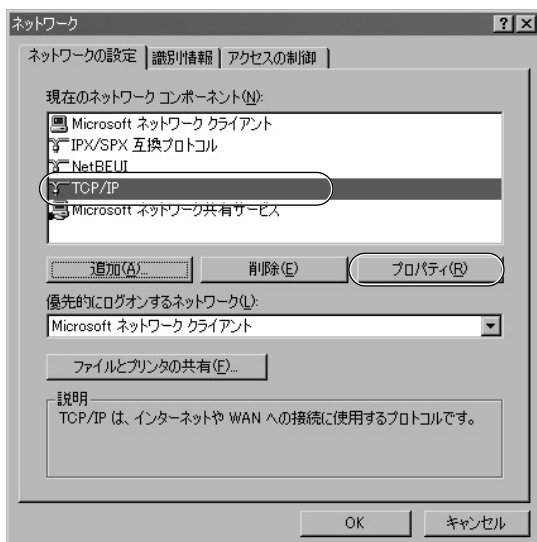 ネットワーク
ネットワークの設定 識別情報 アクセスの制御
現在のネットワーク コンポーネント(N):
Microsoft ネットワーク クライアント
IPX/SPX 互換プロトコル
NetBEUI
TCP/IP
Microsoft ネットワーク共有サービス
追加(A)... 削除(E) プロパティ(R)
優先的にログオンするネットワーク(L):
Microsoft ネットワーク クライアント
ファイルとプリンタの共有(F)...
説明
TCP/IP は、インターネットや WAN への接続に使用するプロトコルです。
OK キャンセル